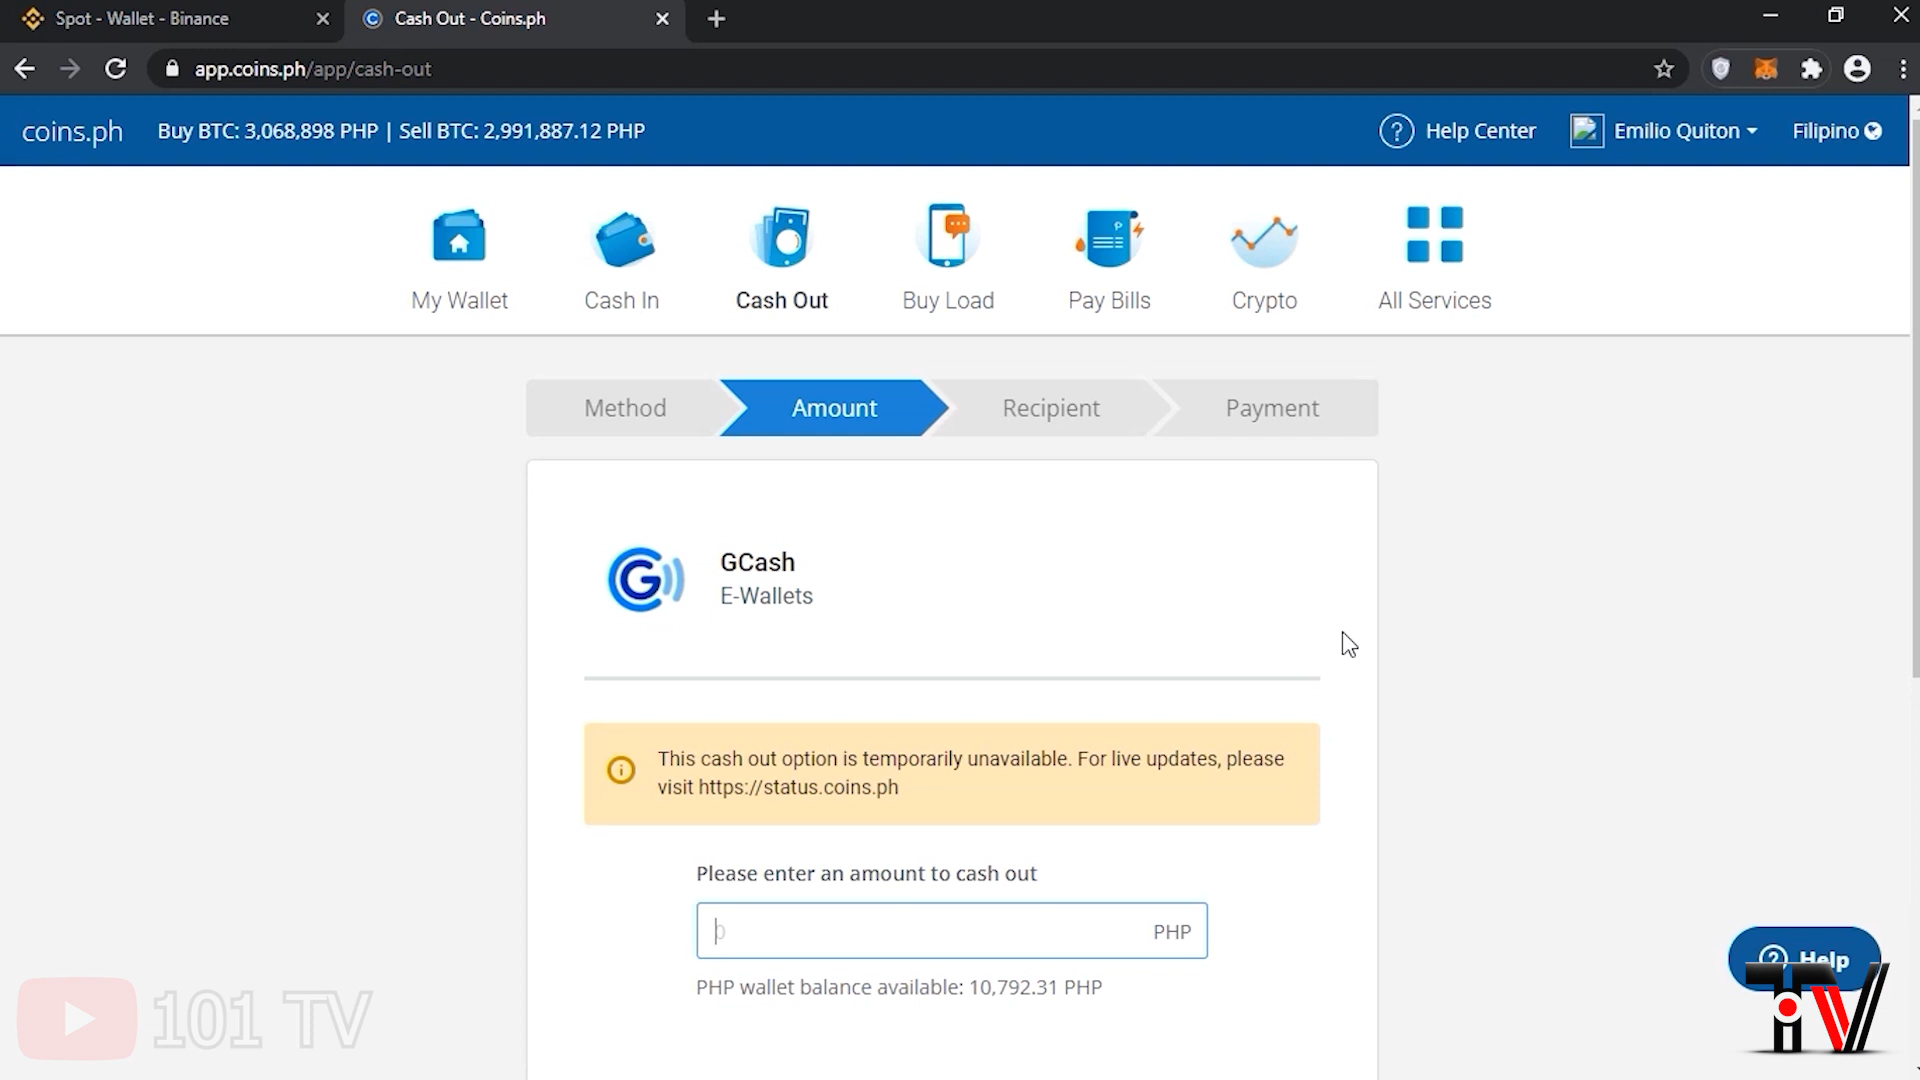 Spot - Wallet - Binance
Cash Out - Coins.ph
app.coins.ph/app/cash-out
coins.ph
Buy BTC: 3,068,898 PHP | Sell BTC: 2,991,887.12 PHP
Help Center
Emilio Quiton
Filipino
My Wallet
Cash In
Cash Out
Buy Load
Pay Bills
Crypto
All Services
Method
Amount
Recipient
Payment
GCash
E-Wallets
This cash out option is temporarily unavailable. For live updates, please
visit https://status.coins.ph
Please enter an amount to cash out
0
PHP
PHP wallet balance available: 10,792.31 PHP
Help
101 TV
TiV